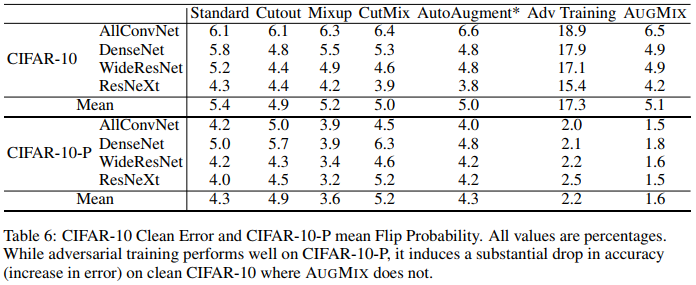 Standard Cutout Mixup CutMix AutoAugment* Adv Training AUGMIX
CIFAR-10 AllConvNet 6.1 6.1 6.3 6.4 6.6 18.9 6.5
DenseNet 5.8 4.8 5.5 5.3 4.8 17.9 4.9
WideResNet 5.2 4.4 4.9 4.6 4.8 17.1 4.9
ResNeXt 4.3 4.4 4.2 3.9 3.8 15.4 4.2
Mean 5.4 4.9 5.2 5.0 5.0 17.3 5.1
CIFAR-10-P AllConvNet 4.2 5.0 3.9 4.5 4.0 2.0 1.5
DenseNet 5.0 5.7 3.9 6.3 4.8 2.1 1.8
WideResNet 4.2 4.3 3.4 4.6 4.2 2.2 1.6
ResNeXt 4.0 4.5 3.2 5.2 4.2 2.5 1.5
Mean 4.3 4.9 3.6 5.2 4.3 2.2 1.6
Table 6: CIFAR-10 Clean Error and CIFAR-10-P mean Flip Probability. All values are percentages.
While adversarial training performs well on CIFAR-10-P, it induces a substantial drop in accuracy
(increase in error) on clean CIFAR-10 where AUGMIX does not.